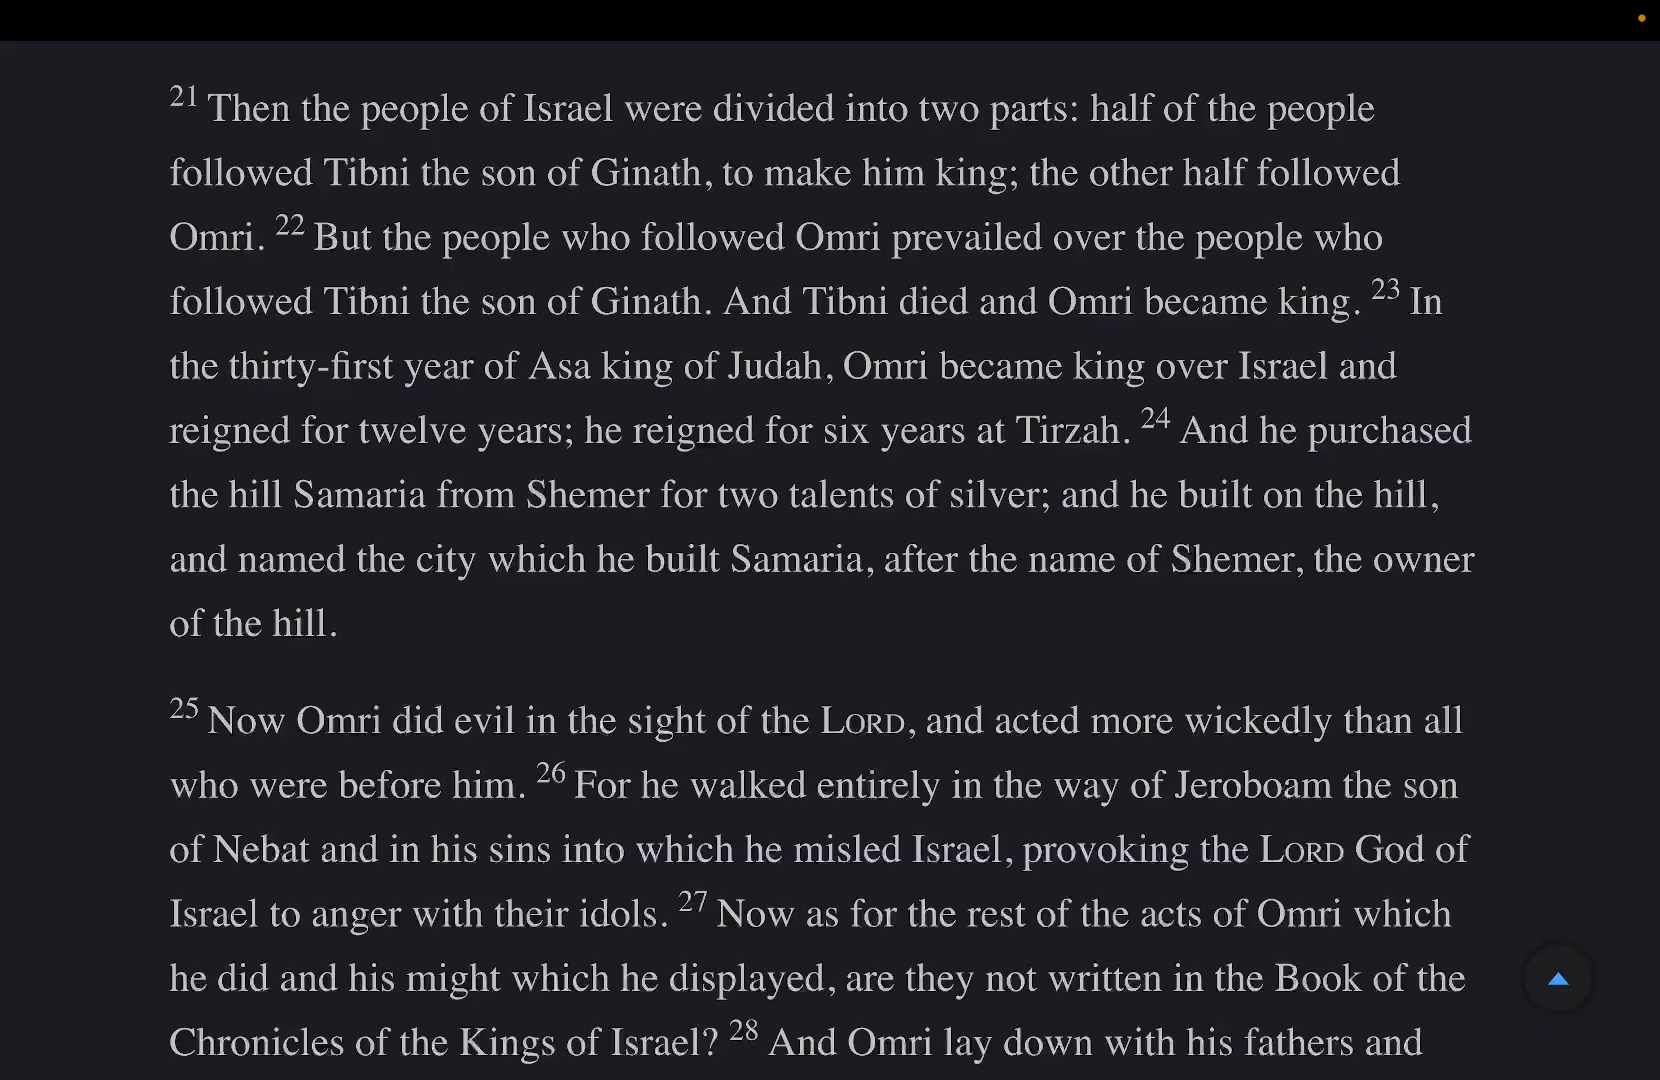 21 Then the people of Israel were divided into two parts: half of the people
followed Tibni the son of Ginath, to make him king; the other half followed
Omri. 22 But the people who followed Omri prevailed over the people who
followed Tibni the son of Ginath. And Tibni died and Omri became king. 23 In
the thirty-first year of Asa king of Judah, Omri became king over Israel and
reigned for twelve years; he reigned for six years at Tirzah. 24 And he purchased
the hill Samaria from Shemer for two talents of silver; and he built on the hill,
and named the city which he built Samaria, after the name of Shemer, the owner
of the hill.
25 Now Omri did evil in the sight of the LORD, and acted more wickedly than all
who were before him. 26 For he walked entirely in the way of Jeroboam the son
of Nebat and in his sins into which he misled Israel, provoking the LORD God of
Israel to anger with their idols. 27 Now as for the rest of the acts of Omri which
he did and his might which he displayed, are they not written in the Book of the
Chronicles of the Kings of Israel? 28 And Omri lay down with his fathers and